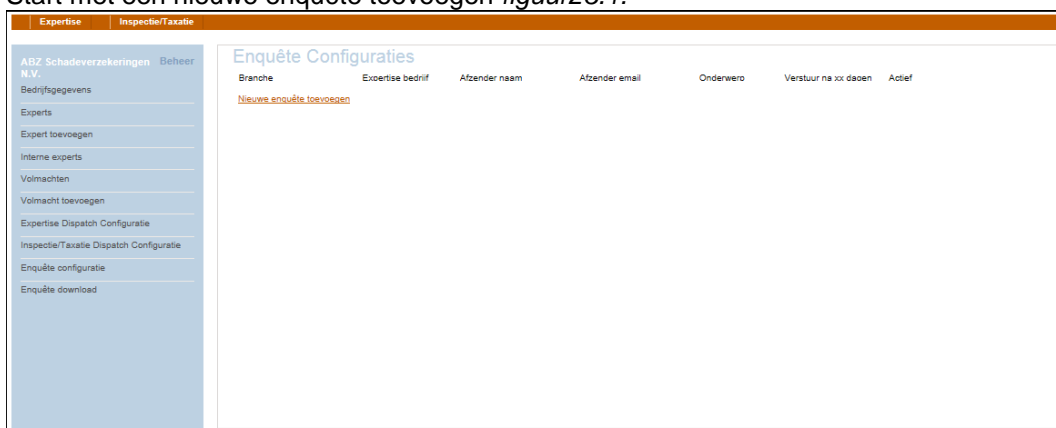 Start met een nieuwe enquête toevoegen figuur28.1.
Expertise Inspectie/Taxatie
ABZ Schadeverzekeringen N.V. Beheer
Bedrijfsgegevens
Experts
Expert toevoegen
Interne experts
Volmachten
Volmacht toevoegen
Expertise Dispatch Configuratie
Inspectie/Taxatie Dispatch Configuratie
Enquête configuratie
Enquête download
Enquête Configuraties
Branche Expertise bedrijf Afzender naam Afzender email Onderwerp Verstuur na xx dagen Actief
Nieuwe enquête toevoegen